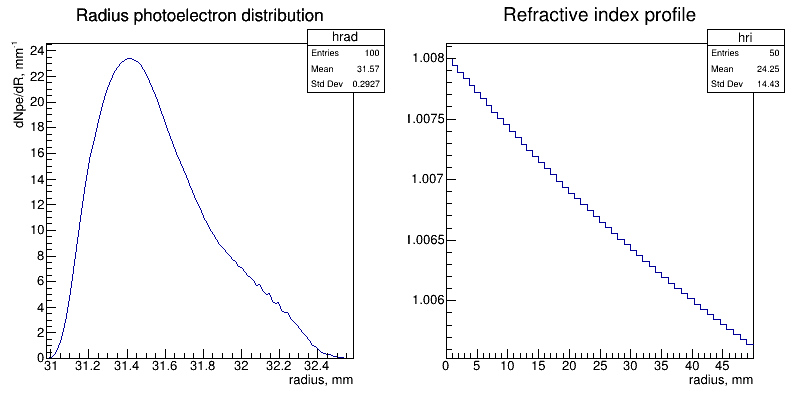 Radius photoelectron distribution
hrad
Entries 100
Mean 31.57
Std Dev 0.2927
dNpe/dR, mm⁻¹
24
22
20
18
16
14
12
10
8
6
4
2
0
31 31.2 31.4 31.6 31.8 32 32.2 32.4
radius, mm
Refractive index profile
hri
Entries 50
Mean 24.25
Std Dev 14.43
1.008
1.0075
1.007
1.0065
1.006
0 5 10 15 20 25 30 35 40 45
radius, mm